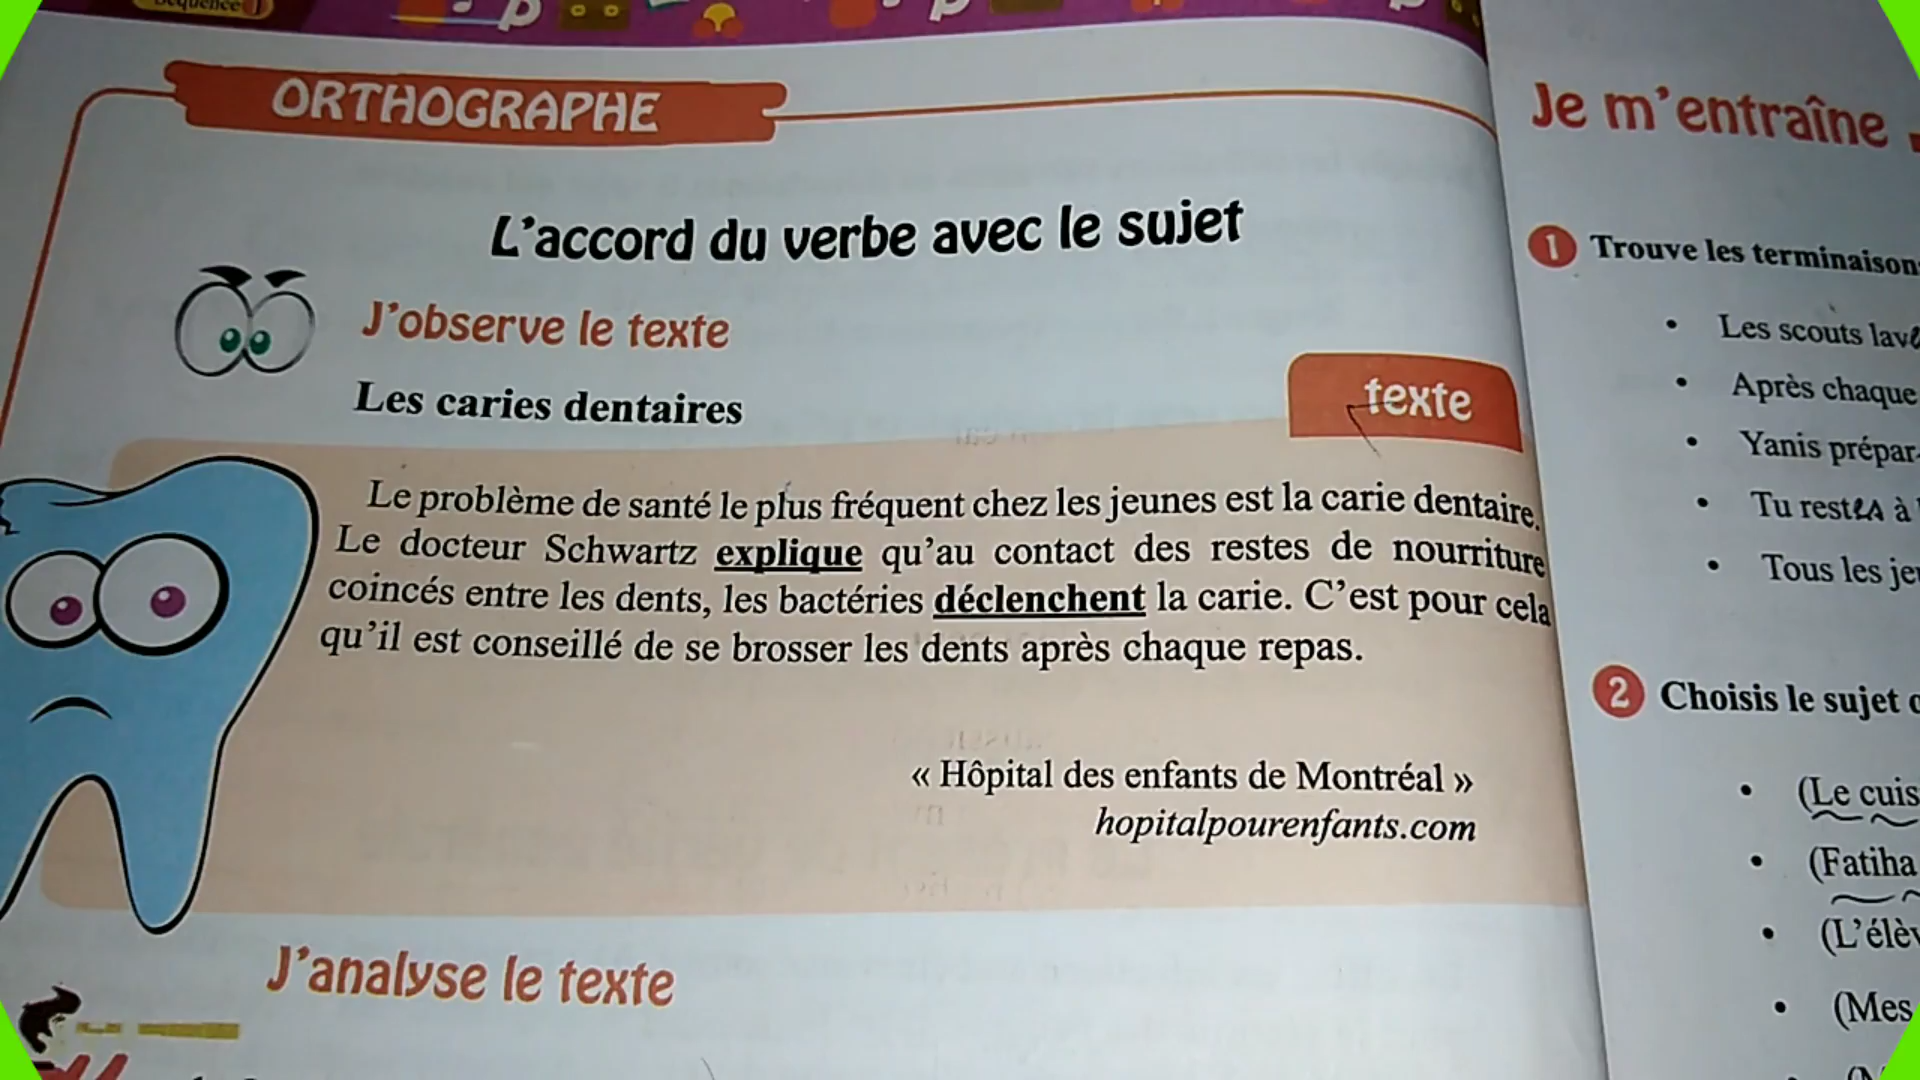 Séquence 1
ORTHOGRAPHE
L'accord du verbe avec le sujet
J'observe le texte
Les caries dentaires
texte
Le problème de santé le plus fréquent chez les jeunes est la carie dentaire.
Le docteur Schwartz explique qu'au contact des restes de nourriture
coincés entre les dents, les bactéries déclenchent la carie. C'est pour cela
qu'il est conseillé de se brosser les dents après chaque repas.
« Hôpital des enfants de Montréal »
hopitalpourenfants.com
J'analyse le texte
Je m'entraîne
1 Trouve les terminaisons
• Les scouts lav
• Après chaque
• Yanis prépar
• Tu restes à
• Tous les je
2 Choisis le sujet
• (Le cuis
• (Fatiha
• (L'élèv
• (Mes